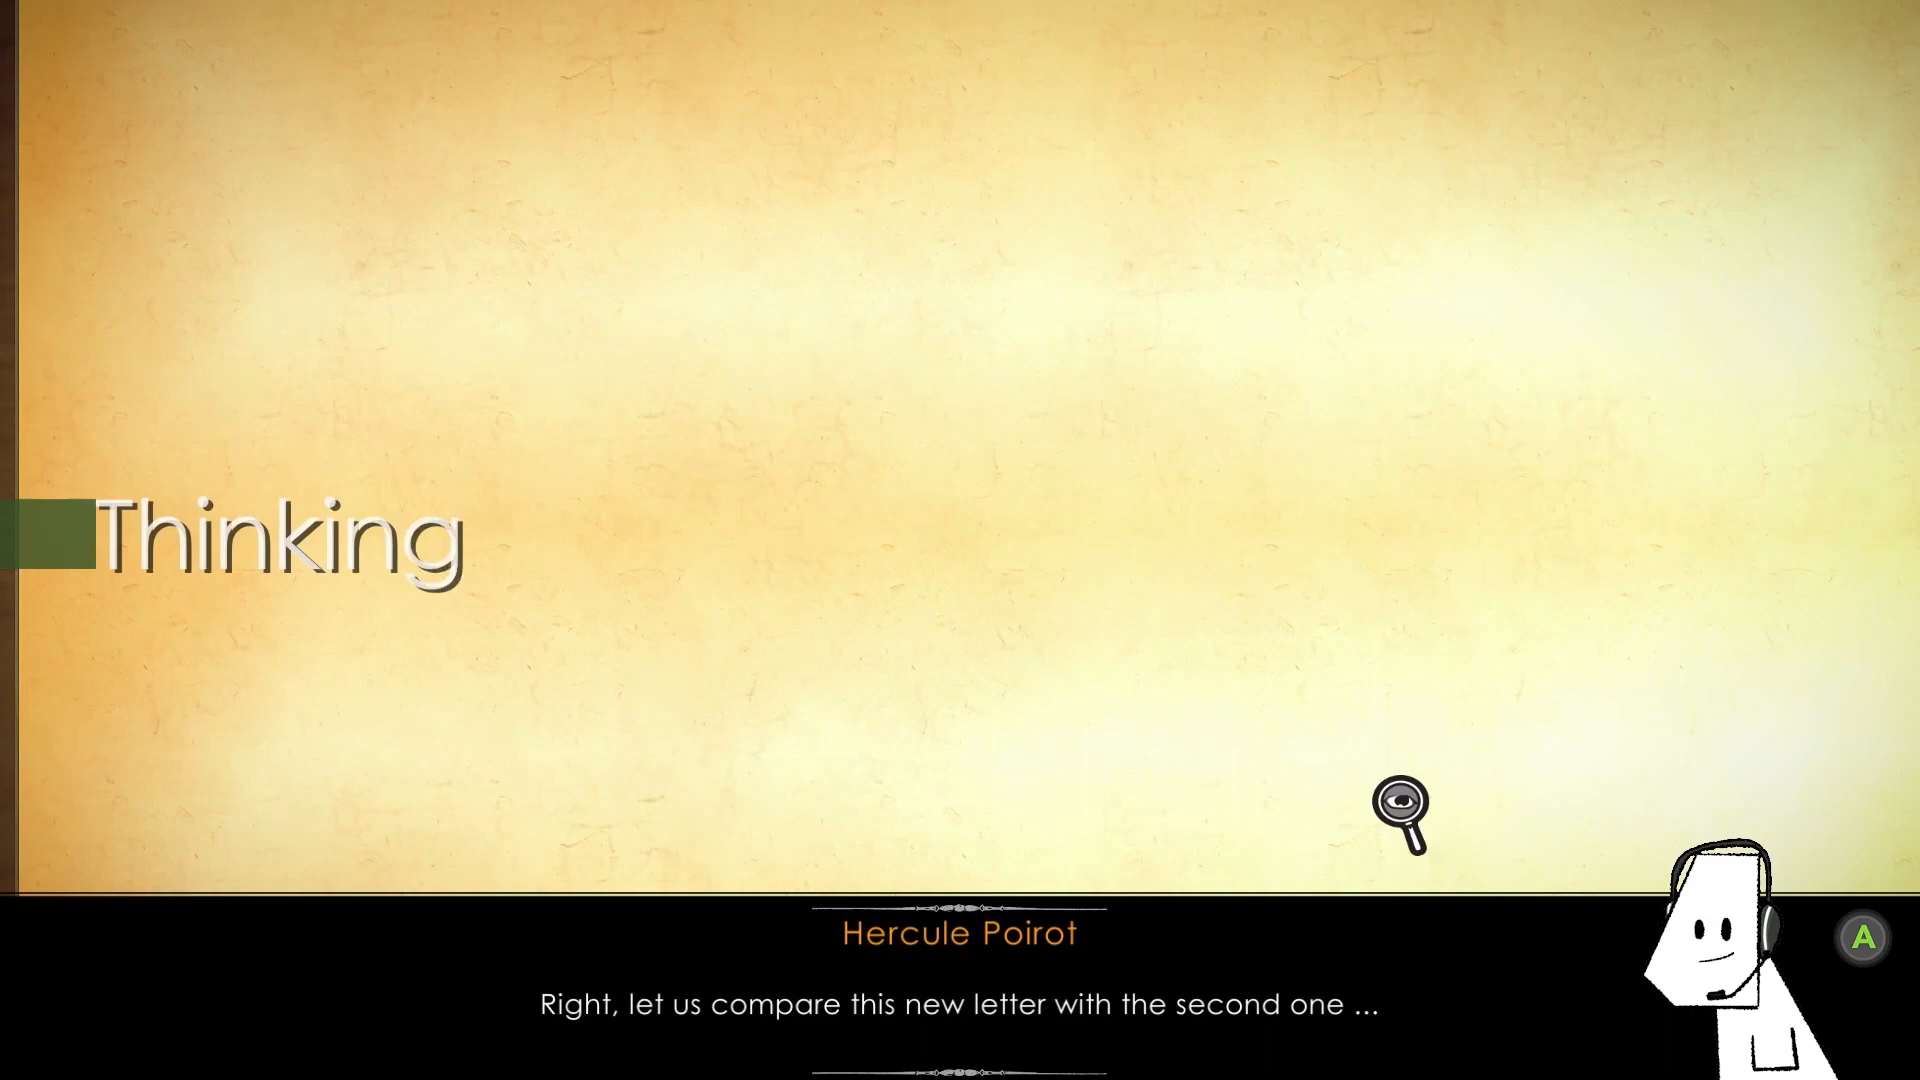 Thinking
Hercule Poirot
A
Right, let us compare this new letter with the second one ...